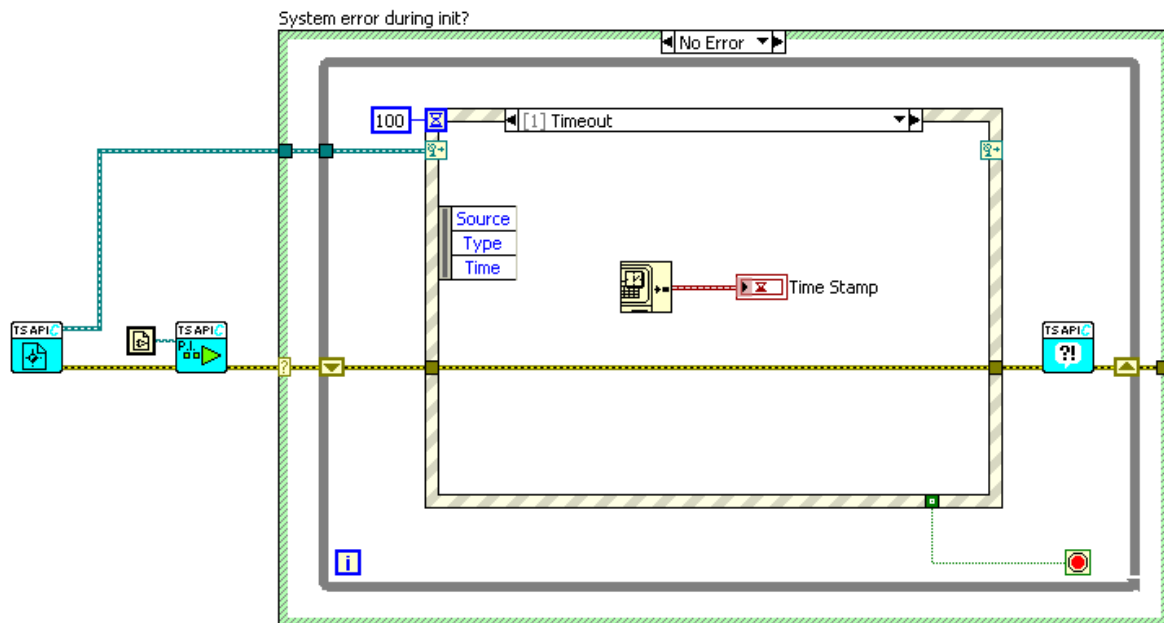 System error during init?
No Error
100
[1] Timeout
Source
Type
Time
Time Stamp
TS API C
TS API C
P.I.
TS API C
?!
?
i